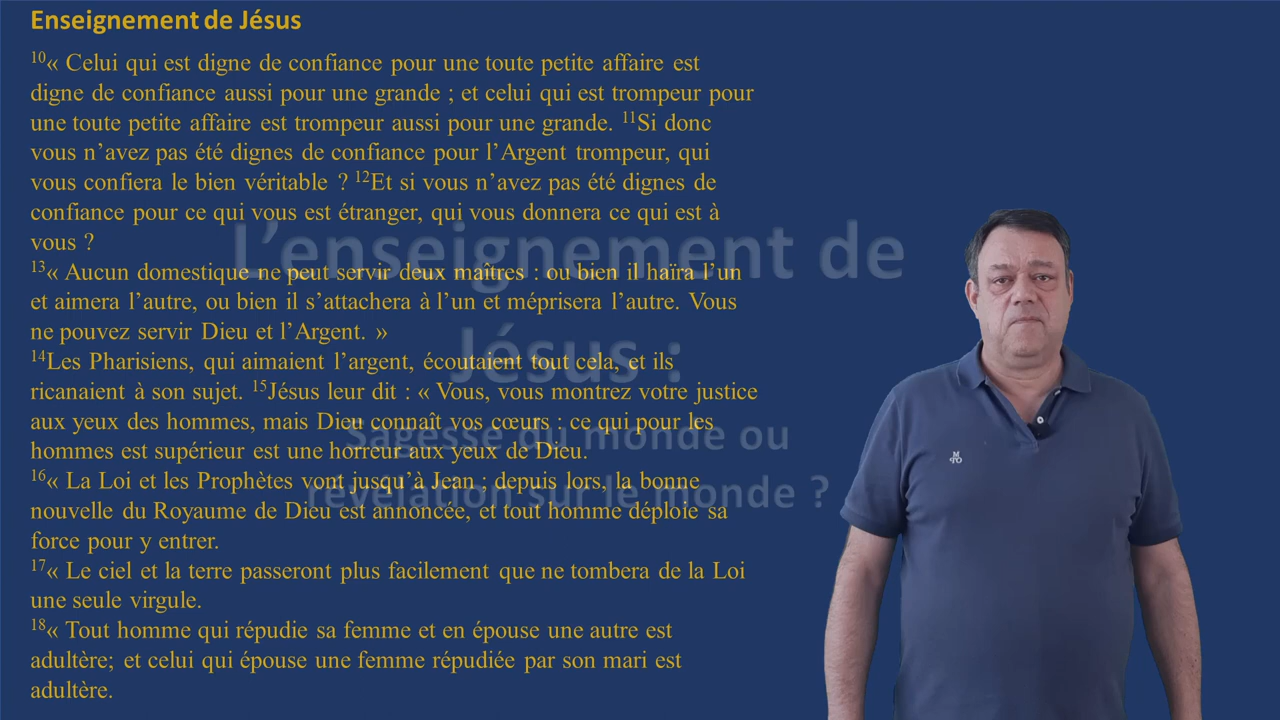 Enseignement de Jésus
10« Celui qui est digne de confiance pour une toute petite affaire est
digne de confiance aussi pour une grande ; et celui qui est trompeur pour
une toute petite affaire est trompeur aussi pour une grande. 11Si donc
vous n’avez pas été dignes de confiance pour l’Argent trompeur, qui
vous confiera le bien véritable ? 12Et si vous n’avez pas été dignes de
confiance pour ce qui vous est étranger, qui vous donnera ce qui est à
vous ?
13« Aucun domestique ne peut servir deux maîtres : ou bien il haïra l’un
et aimera l’autre, ou bien il s’attachera à l’un et méprisera l’autre. Vous
ne pouvez servir Dieu et l’Argent. »
14Les Pharisiens, qui aimaient l’argent, écoutaient tout cela, et ils
ricanaient à son sujet. 15Jésus leur dit : « Vous, vous montrez votre justice
aux yeux des hommes, mais Dieu connaît vos cœurs : ce qui pour les
hommes est supérieur est une horreur aux yeux de Dieu.
16« La Loi et les Prophètes vont jusqu’à Jean ; depuis lors, la bonne
nouvelle du Royaume de Dieu est annoncée, et tout homme déploie sa
force pour y entrer.
17« Le ciel et la terre passeront plus facilement que ne tombera de la Loi
une seule virgule.
18« Tout homme qui répudie sa femme et en épouse une autre est
adultère; et celui qui épouse une femme répudiée par son mari est
adultère.
L’enseignement de
Jésus :
Sagesse du monde ou
révélation sur le monde ?